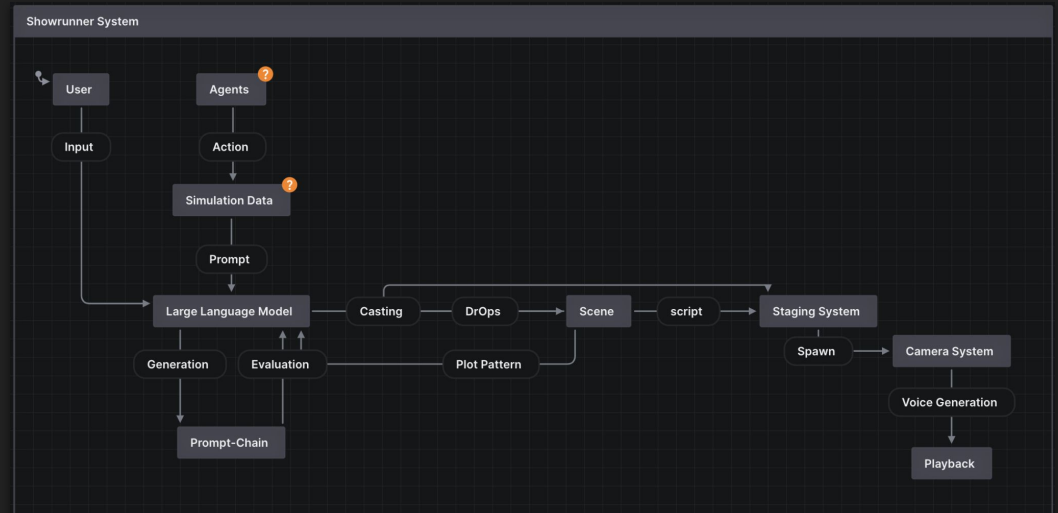 Showrunner System
User
Agents
?
Input
Action
Simulation Data
?
Prompt
Large Language Model
Casting
DrOps
Scene
script
Staging System
Generation
Evaluation
Plot Pattern
Spawn
Camera System
Voice Generation
Prompt-Chain
Playback